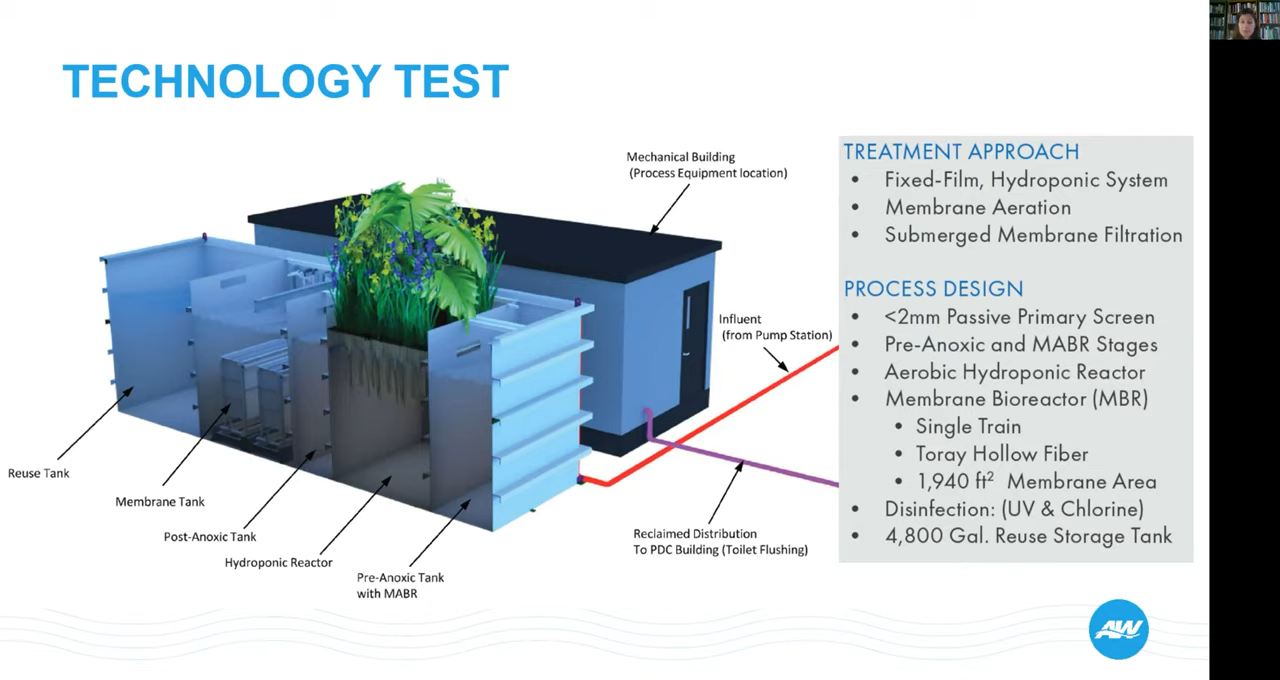 TECHNOLOGY TEST
Mechanical Building
(Process Equipment location)
Influent
(from Pump Station)
Reuse Tank
Membrane Tank
Post-Anoxic Tank
Hydroponic Reactor
Pre-Anoxic Tank
with MABR
Reclaimed Distribution
To PDC Building (Toilet Flushing)
TREATMENT APPROACH
• Fixed-Film, Hydroponic System
• Membrane Aeration
• Submerged Membrane Filtration
PROCESS DESIGN
• <2mm Passive Primary Screen
• Pre-Anoxic and MABR Stages
• Aerobic Hydroponic Reactor
• Membrane Bioreactor (MBR)
• Single Train
• Toray Hollow Fiber
• 1,940 ft² Membrane Area
• Disinfection: (UV & Chlorine)
• 4,800 Gal. Reuse Storage Tank
AW